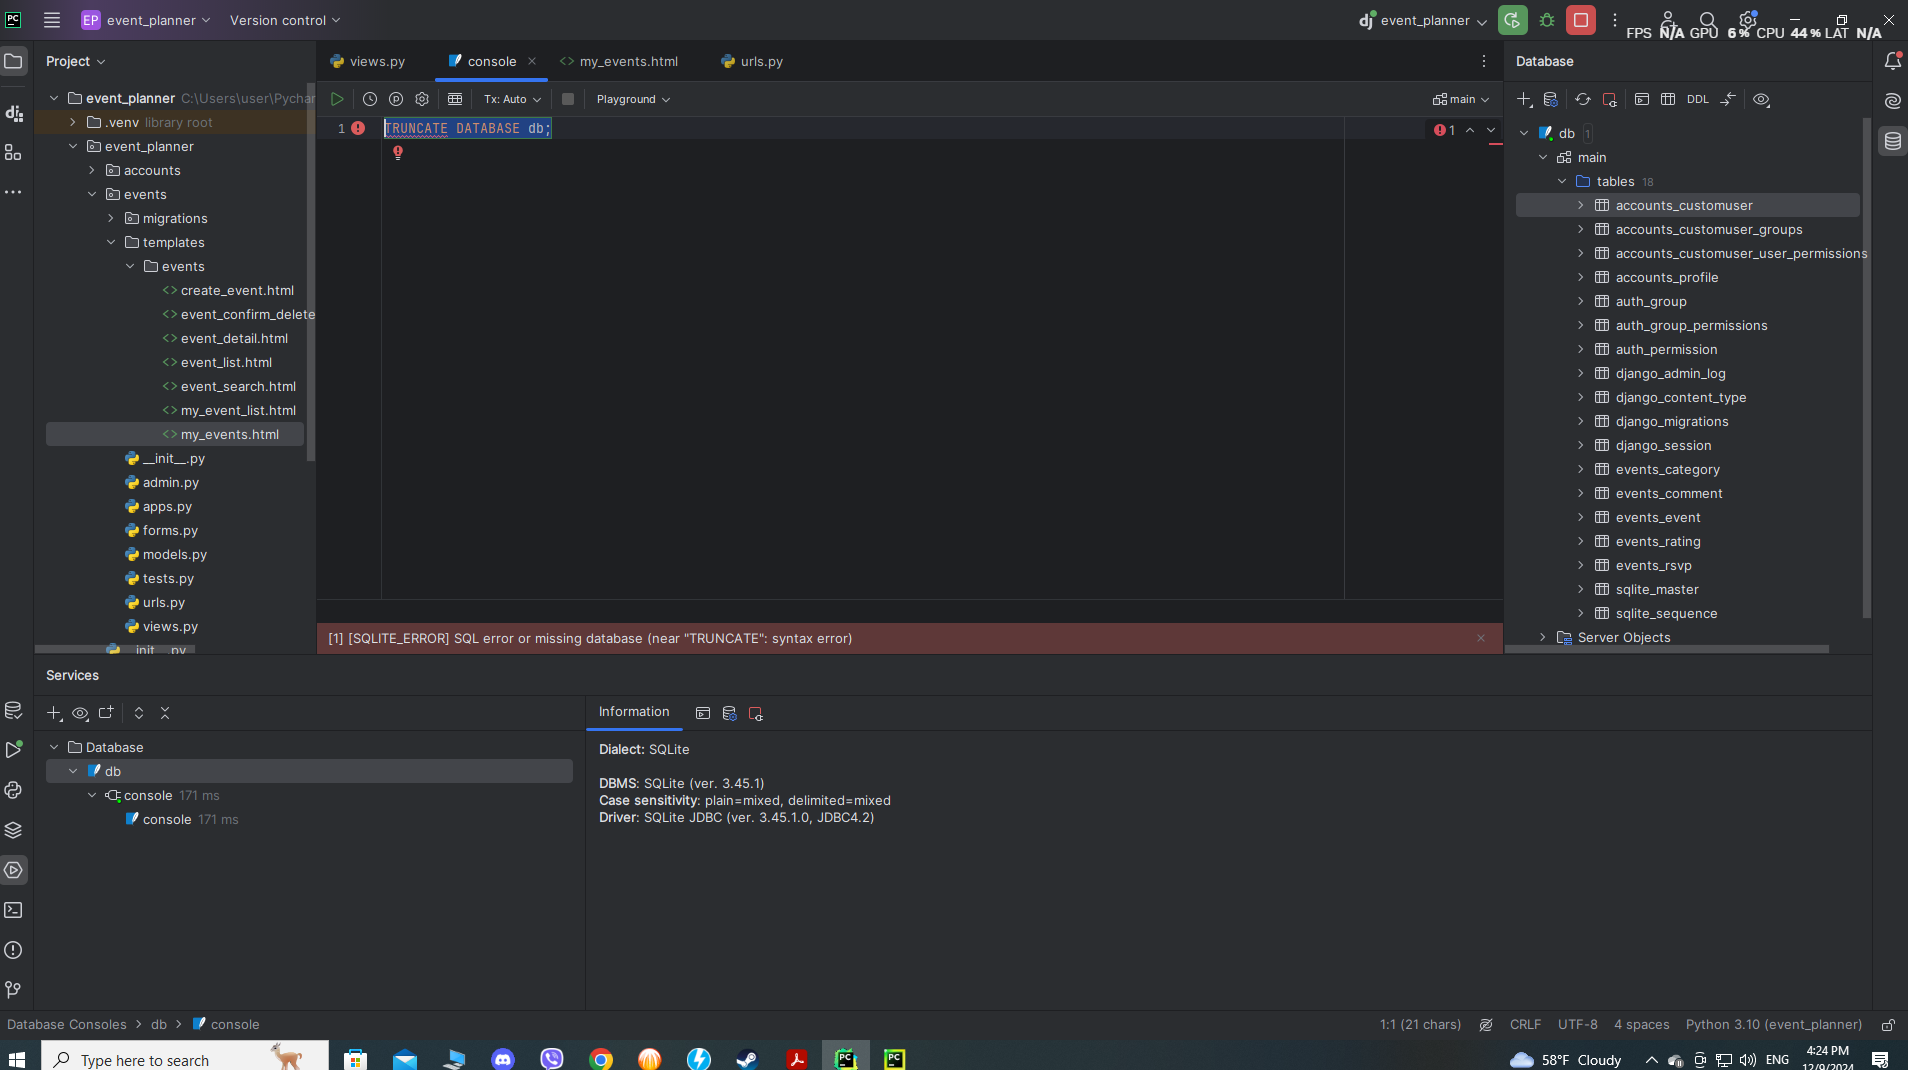 PC
EP event_planner
Version control
dj event_planner
FPS N/A GPU 6 % CPU 44 % LAT N/A
Project
event_planner C:\Users\user\Pychar
.venv library root
event_planner
accounts
events
migrations
templates
events
create_event.html
event_confirm_delete
event_detail.html
event_list.html
event_search.html
my_event_list.html
my_events.html
__init__.py
admin.py
apps.py
forms.py
models.py
tests.py
urls.py
views.py
__init__.py
views.py
console
my_events.html
urls.py
Tx: Auto
Playground
main
1 TRUNCATE DATABASE db;
1
[1] [SQLITE_ERROR] SQL error or missing database (near "TRUNCATE": syntax error)
Database
DDL
db 1
main
tables 18
accounts_customuser
accounts_customuser_groups
accounts_customuser_user_permissions
accounts_profile
auth_group
auth_group_permissions
auth_permission
django_admin_log
django_content_type
django_migrations
django_session
events_category
events_comment
events_event
events_rating
events_rsvp
sqlite_master
sqlite_sequence
Server Objects
Services
Database
db
console 171 ms
console 171 ms
Information
Dialect: SQLite
DBMS: SQLite (ver. 3.45.1)
Case sensitivity: plain=mixed, delimited=mixed
Driver: SQLite JDBC (ver. 3.45.1.0, JDBC4.2)
Database Consoles > db > console
1:1 (21 chars)
CRLF
UTF-8
4 spaces
Python 3.10 (event_planner)
Type here to search
PC
PC
58°F Cloudy
ENG
4:24 PM
12/9/2024